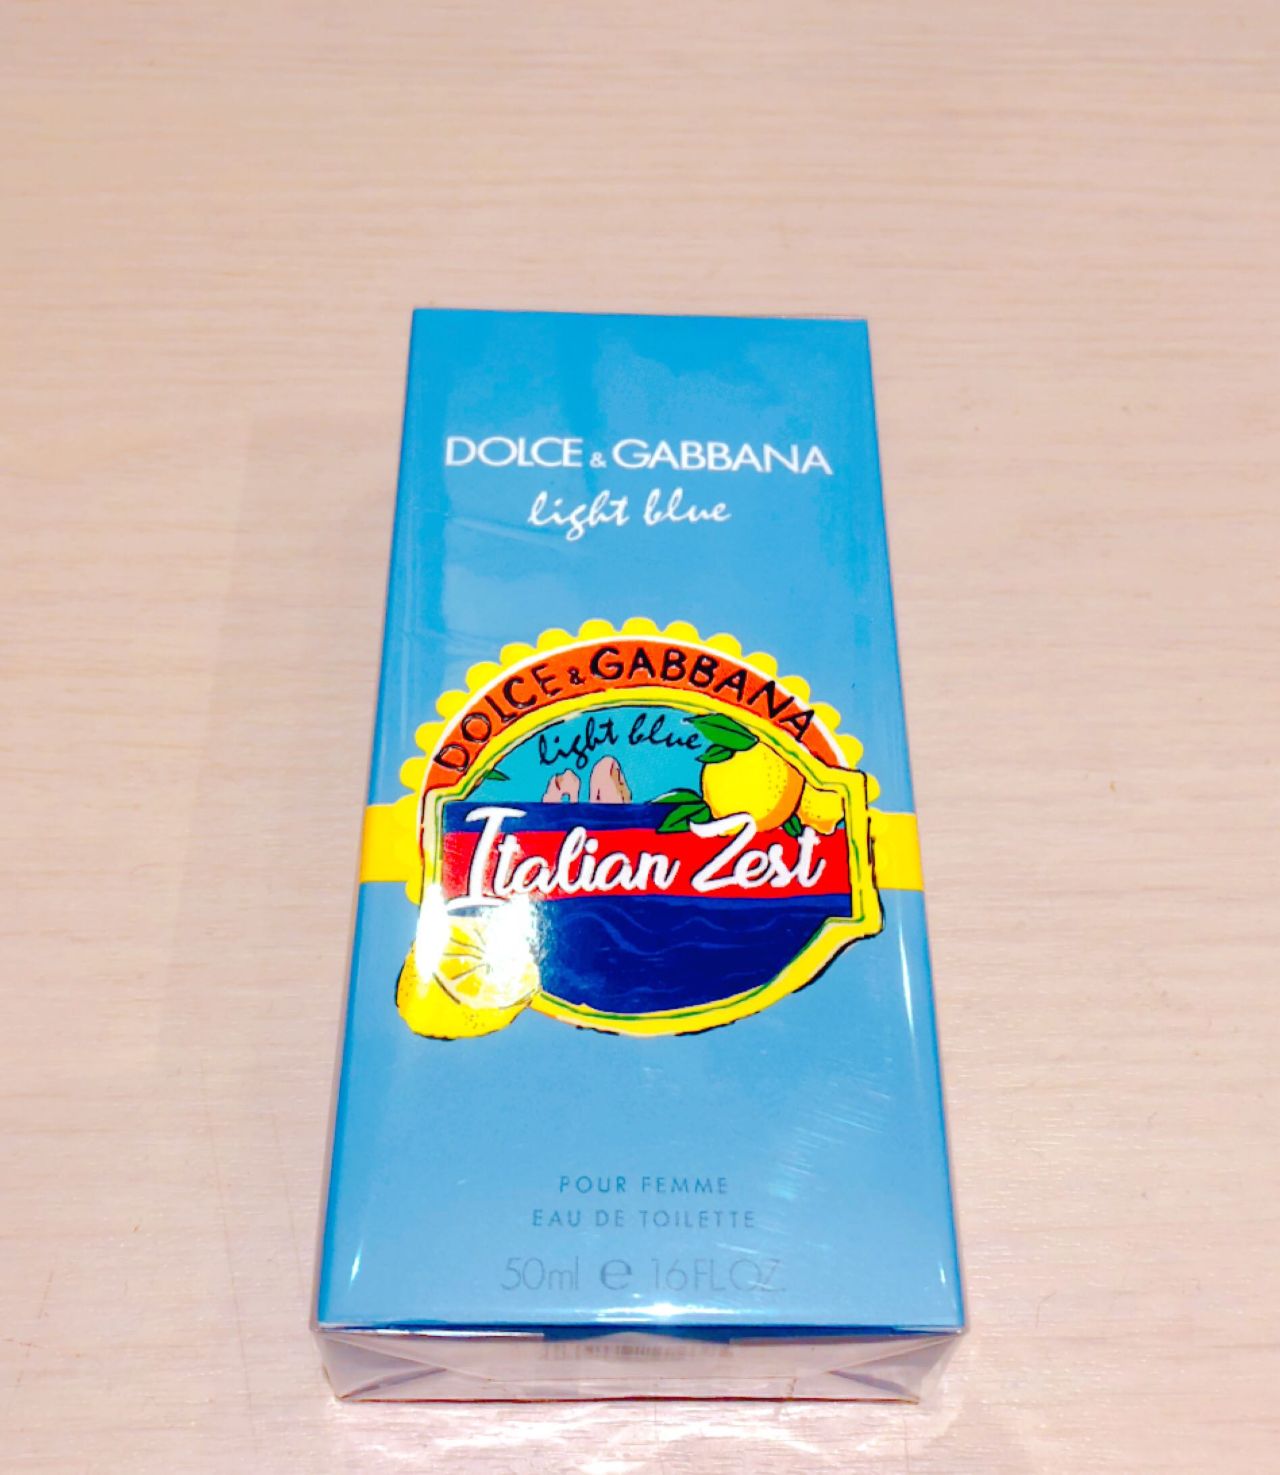 DOLCE & GABBANA
light blue
DOLCE & GABBANA
light blue
Italian Zest
POUR FEMME
EAU DE TOILETTE
50ml e 1.6FL.OZ.